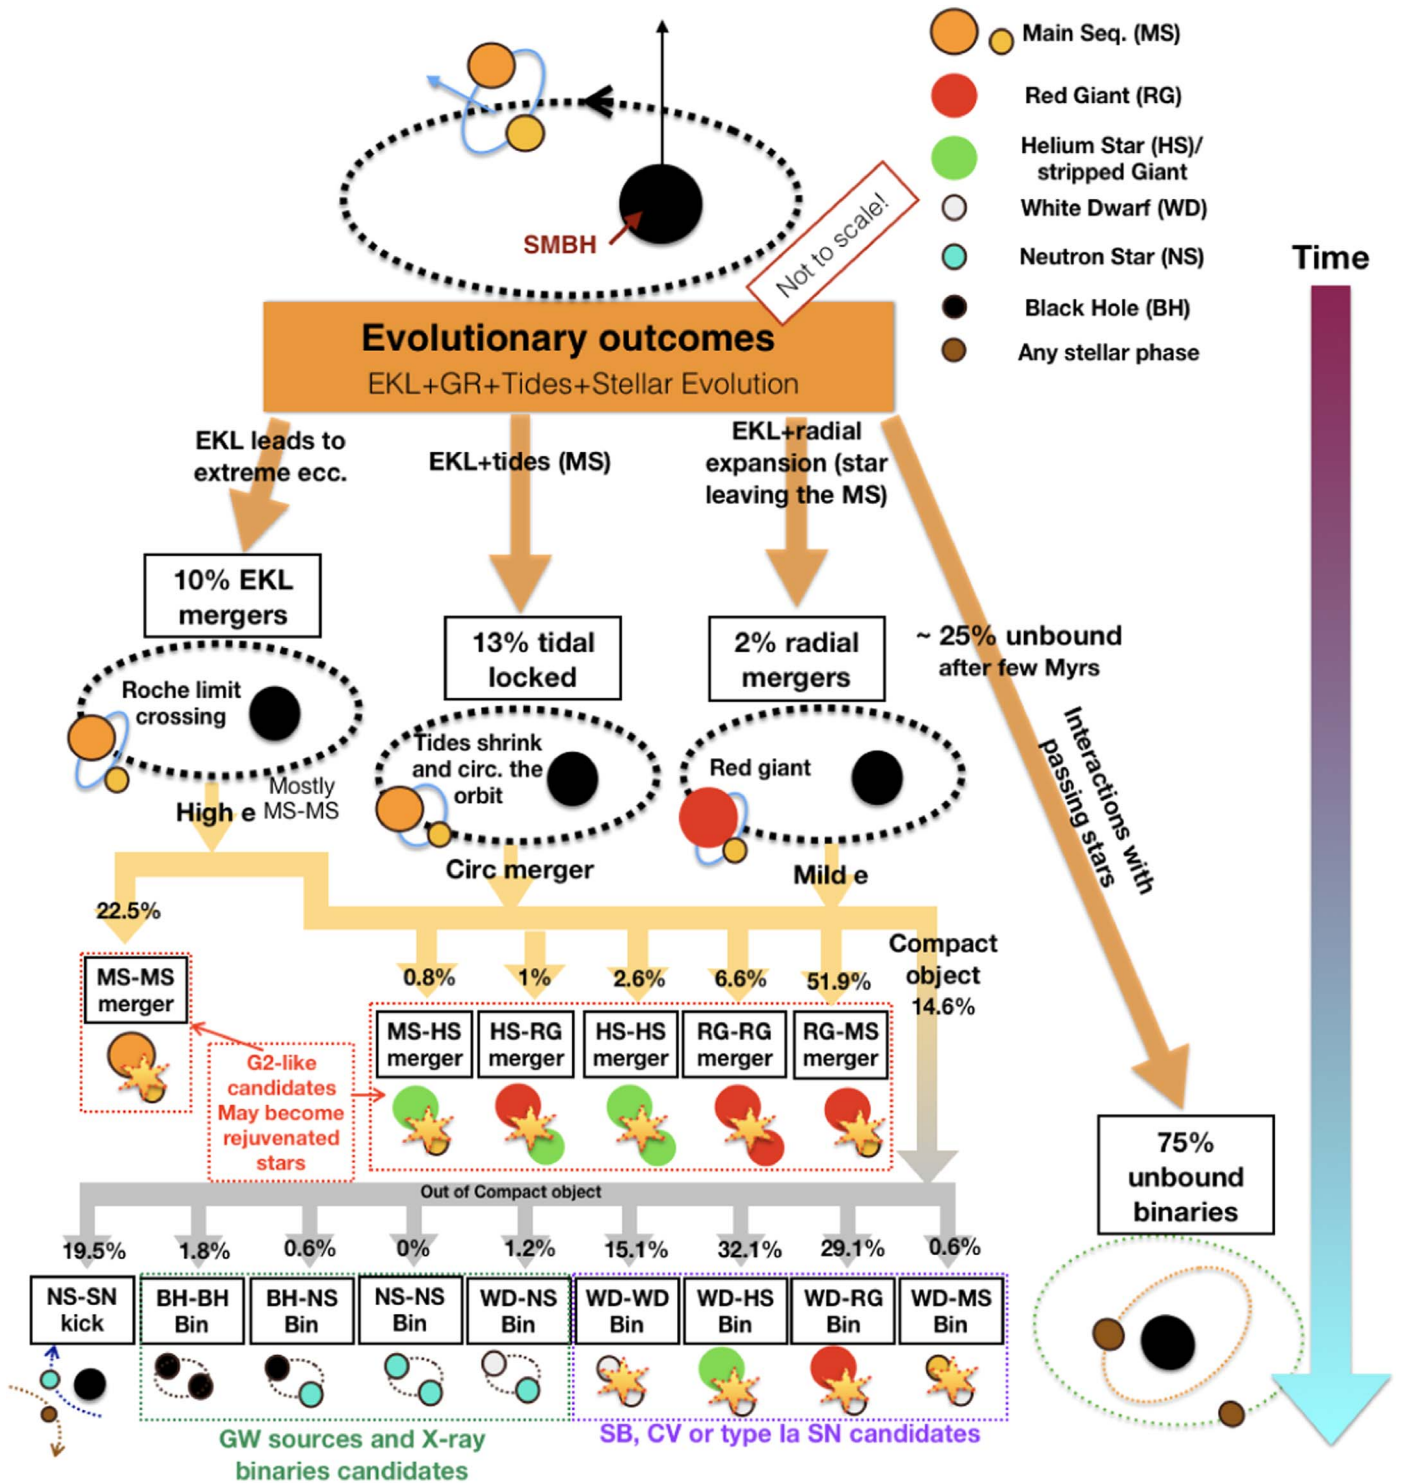 Main Seq. (MS)
Red Giant (RG)
Helium Star (HS)/
stripped Giant
White Dwarf (WD)
Neutron Star (NS)
Black Hole (BH)
Any stellar phase
SMBH
Not to scale!
Time
Evolutionary outcomes
EKL+GR+Tides+Stellar Evolution
EKL leads to
extreme ecc.
EKL+tides (MS)
EKL+radial
expansion (star
leaving the MS)
10% EKL
mergers
13% tidal
locked
2% radial
mergers
~ 25% unbound
after few Myrs
Interactions with
passing stars
Roche limit
crossing
Tides shrink
and circ. the
orbit
Red giant
High e
Mostly
MS-MS
Circ merger
Mild e
22.5%
0.8%
1%
2.6%
6.6%
51.9%
Compact
object
14.6%
MS-MS
merger
MS-HS
merger
HS-RG
merger
HS-HS
merger
RG-RG
merger
RG-MS
merger
G2-like
candidates
May become
rejuvenated
stars
75%
unbound
binaries
Out of Compact object
19.5%
1.8%
0.6%
0%
1.2%
15.1%
32.1%
29.1%
0.6%
NS-SN
kick
BH-BH
Bin
BH-NS
Bin
NS-NS
Bin
WD-NS
Bin
WD-WD
Bin
WD-HS
Bin
WD-RG
Bin
WD-MS
Bin
GW sources and X-ray
binaries candidates
SB, CV or type Ia SN candidates